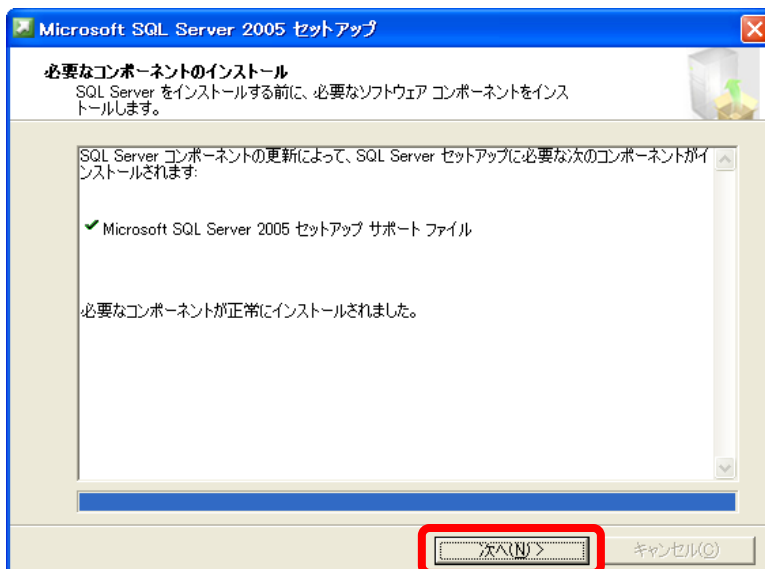 Microsoft SQL Server 2005 セットアップ
必要なコンポーネントのインストール
SQL Server をインストールする前に、必要なソフトウェア コンポーネントをインス
トールします。
SQL Server コンポーネントの更新によって、SQL Server セットアップに必要な次のコンポーネントがイ
ンストールされます:
Microsoft SQL Server 2005 セットアップ サポート ファイル
必要なコンポーネントが正常にインストールされました。
次へ(N) >
キャンセル(C)